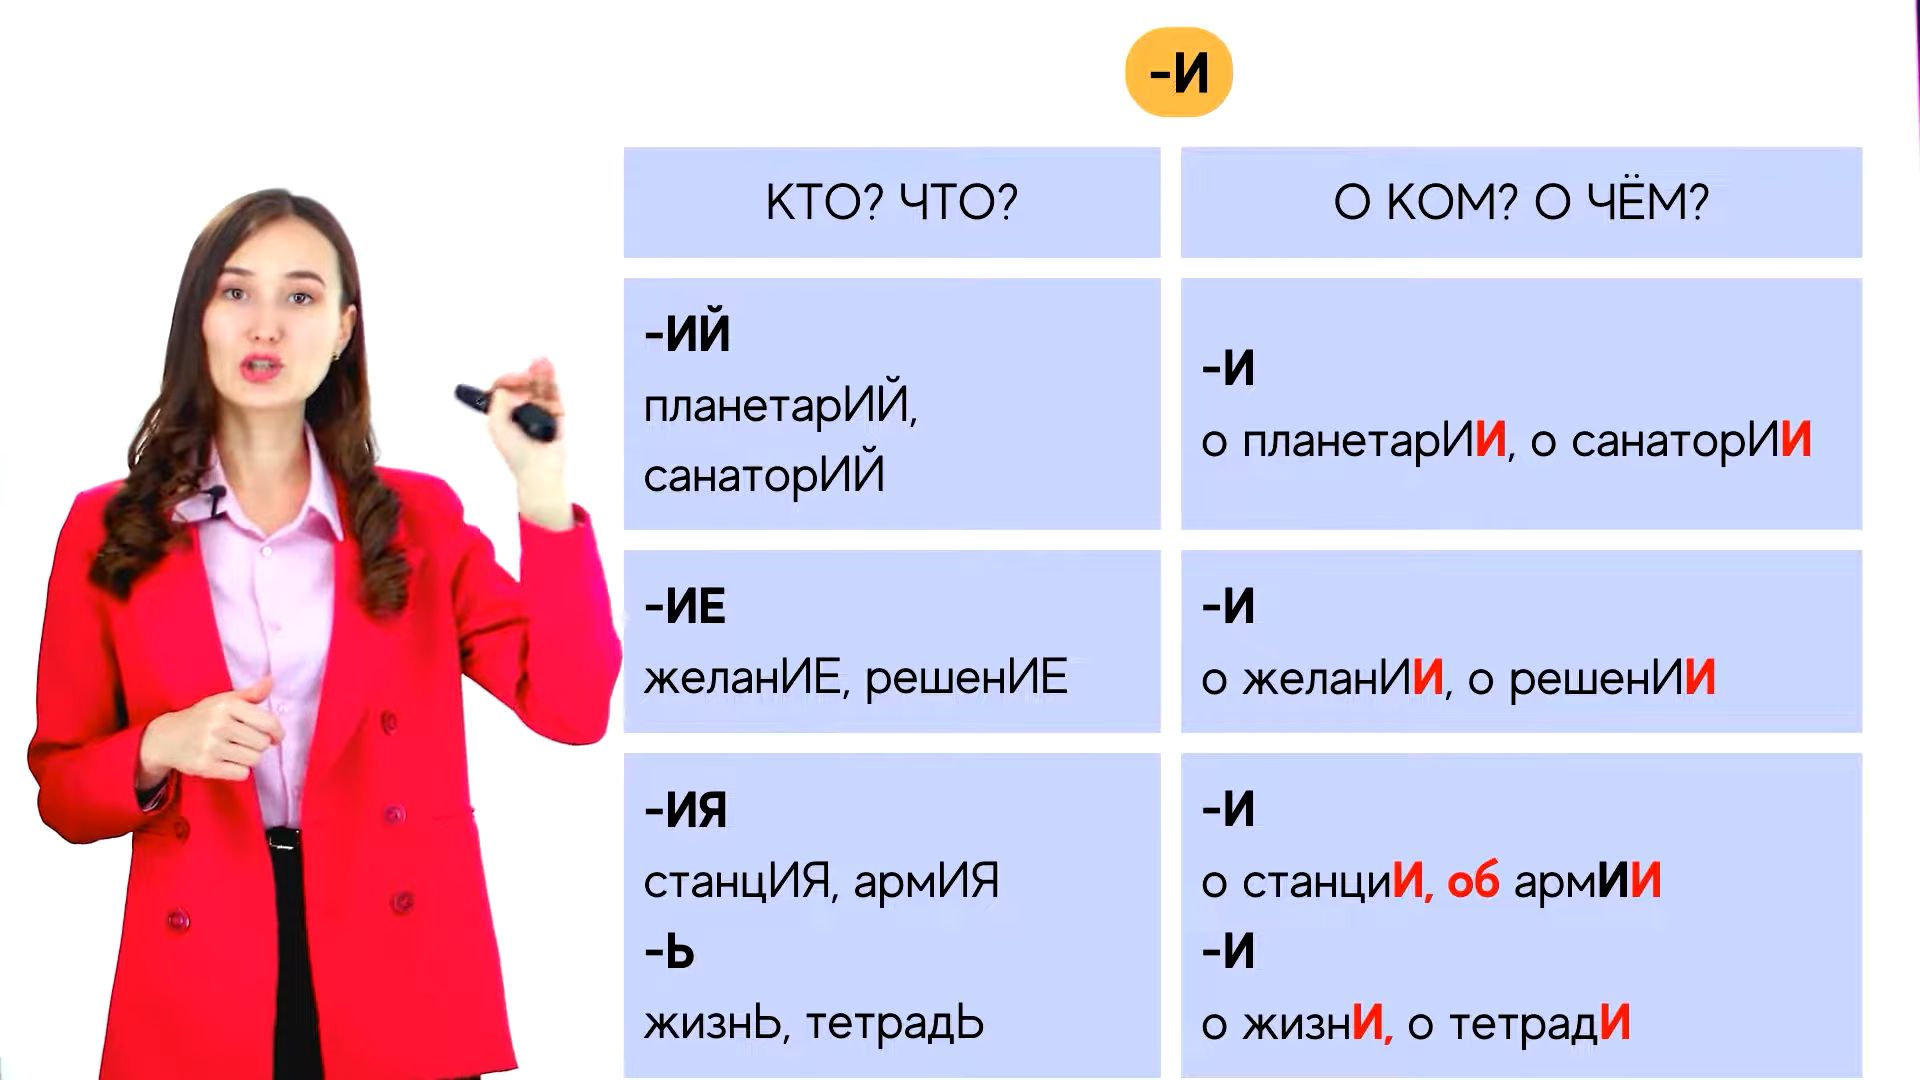 -И
КТО? ЧТО?
О КОМ? О ЧЁМ?
-ИЙ
планетарИЙ,
санаторИЙ
-И
о планетарИИ, о санаторИИ
-ИЕ
желанИЕ, решенИЕ
-И
о желанИИ, о решенИИ
-ИЯ
станцИЯ, армИЯ
-Ь
жизнЬ, тетрадЬ
-И
о станциИ, об армИИ
-И
о жизнИ, о тетрадИ